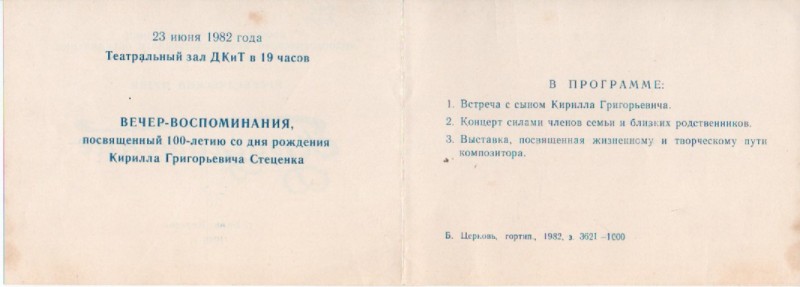 23 июня 1982 года
Театральный зал ДКиТ в 19 часов
ВЕЧЕР-ВОСПОМИНАНИЯ,
посвященный 100-летию со дня рождения
Кирилла Григорьевича Стеценка
В ПРОГРАММЕ:
1. Встреча с сыном Кирилла Григорьевича.
2. Концерт силами членов семьи и близких родственников.
3. Выставка, посвященная жизненному и творческому пути
композитора.
Б. Церковь, гортип., 1982, з. 3621—1000